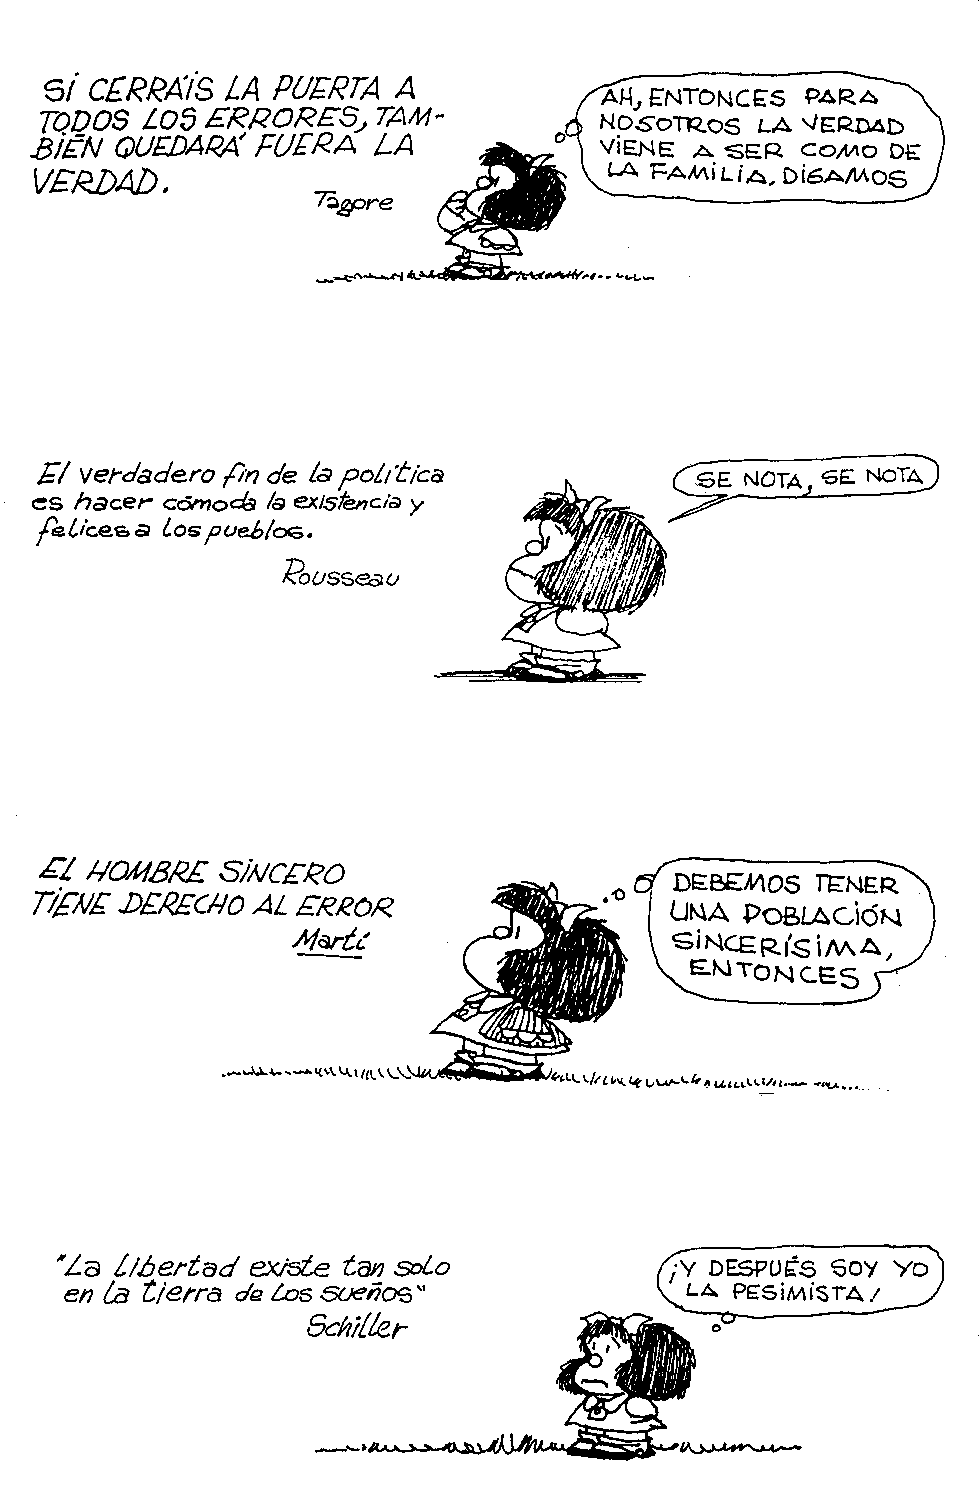 Si CERRÁiS LA PUERTA A
TODOS LOS ERRORES, TAM-
BiÉN QUEDARÁ FUERA LA
VERDAD.
Tagore
AH, ENTONCES PARA
NOSOTROS LA VERDAD
ViENE A SER COMO DE
LA FAMiLiA, DiGAMOS
El verdadero fin de la política
es hacer cómoda la existencia y
felices a los pueblos.
Rousseau
SE NOTA, SE NOTA
EL HOMBRE SiNCERO
TiENE DERECHO AL ERROR
Martí
DEBEMOS TENER
UNA POBLACiÓN
SiNCERÍSiMA,
ENTONCES
"La libertad existe tan solo
en la tierra de los sueños"
Schiller
¡Y DESPUÉS SOY YO
LA PESiMiSTA!